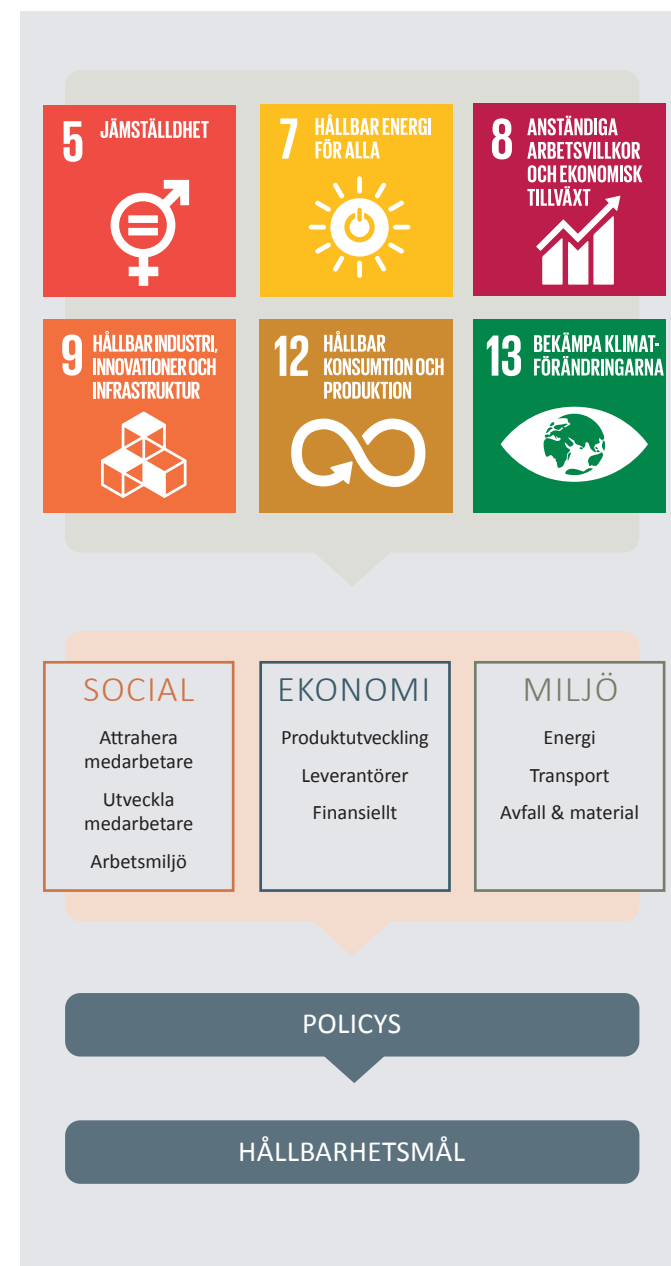 5 JÄMSTÄLLDHET
7 HÅLLBAR ENERGI
FÖR ALLA
8 ANSTÄNDIGA
ARBETSVILLKOR
OCH EKONOMISK
TILLVÄXT
9 HÅLLBAR INDUSTRI,
INNOVATIONER OCH
INFRASTRUKTUR
12 HÅLLBAR
KONSUMTION OCH
PRODUKTION
13 BEKÄMPA KLIMAT-
FÖRÄNDRINGARNA
SOCIAL
Attrahera
medarbetare
Utveckla
medarbetare
Arbetsmiljö
EKONOMI
Produktutveckling
Leverantörer
Finansiellt
MILJÖ
Energi
Transport
Avfall & material
POLICYS
HÅLLBARHETSMÅL